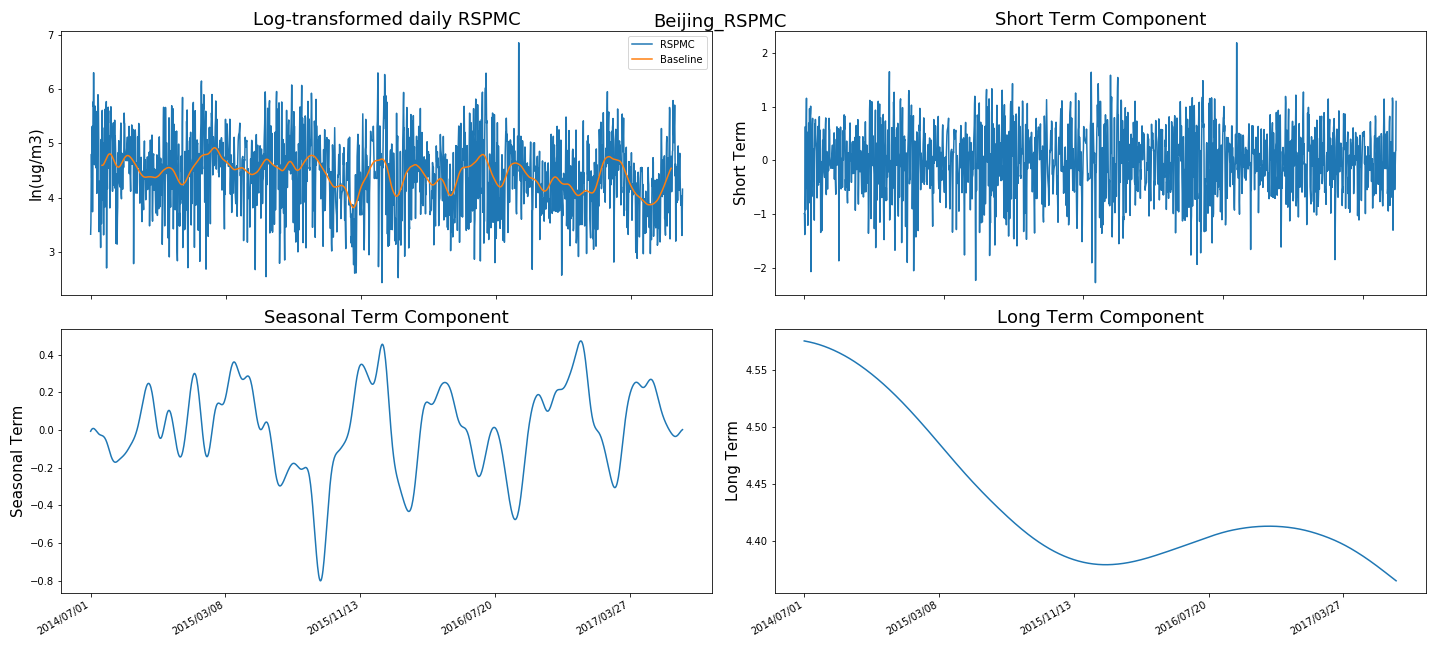 Beijing_RSPMC
Log-transformed daily RSPMC
ln(ug/m3)
7
6
5
4
3
RSPMC
Baseline
Short Term Component
Short Term
2
1
0
−1
−2
Seasonal Term Component
Seasonal Term
0.4
0.2
0.0
−0.2
−0.4
−0.6
−0.8
2014/07/01
2015/03/08
2015/11/13
2016/07/20
2017/03/27
Long Term Component
Long Term
4.55
4.50
4.45
4.40
2014/07/01
2015/03/08
2015/11/13
2016/07/20
2017/03/27